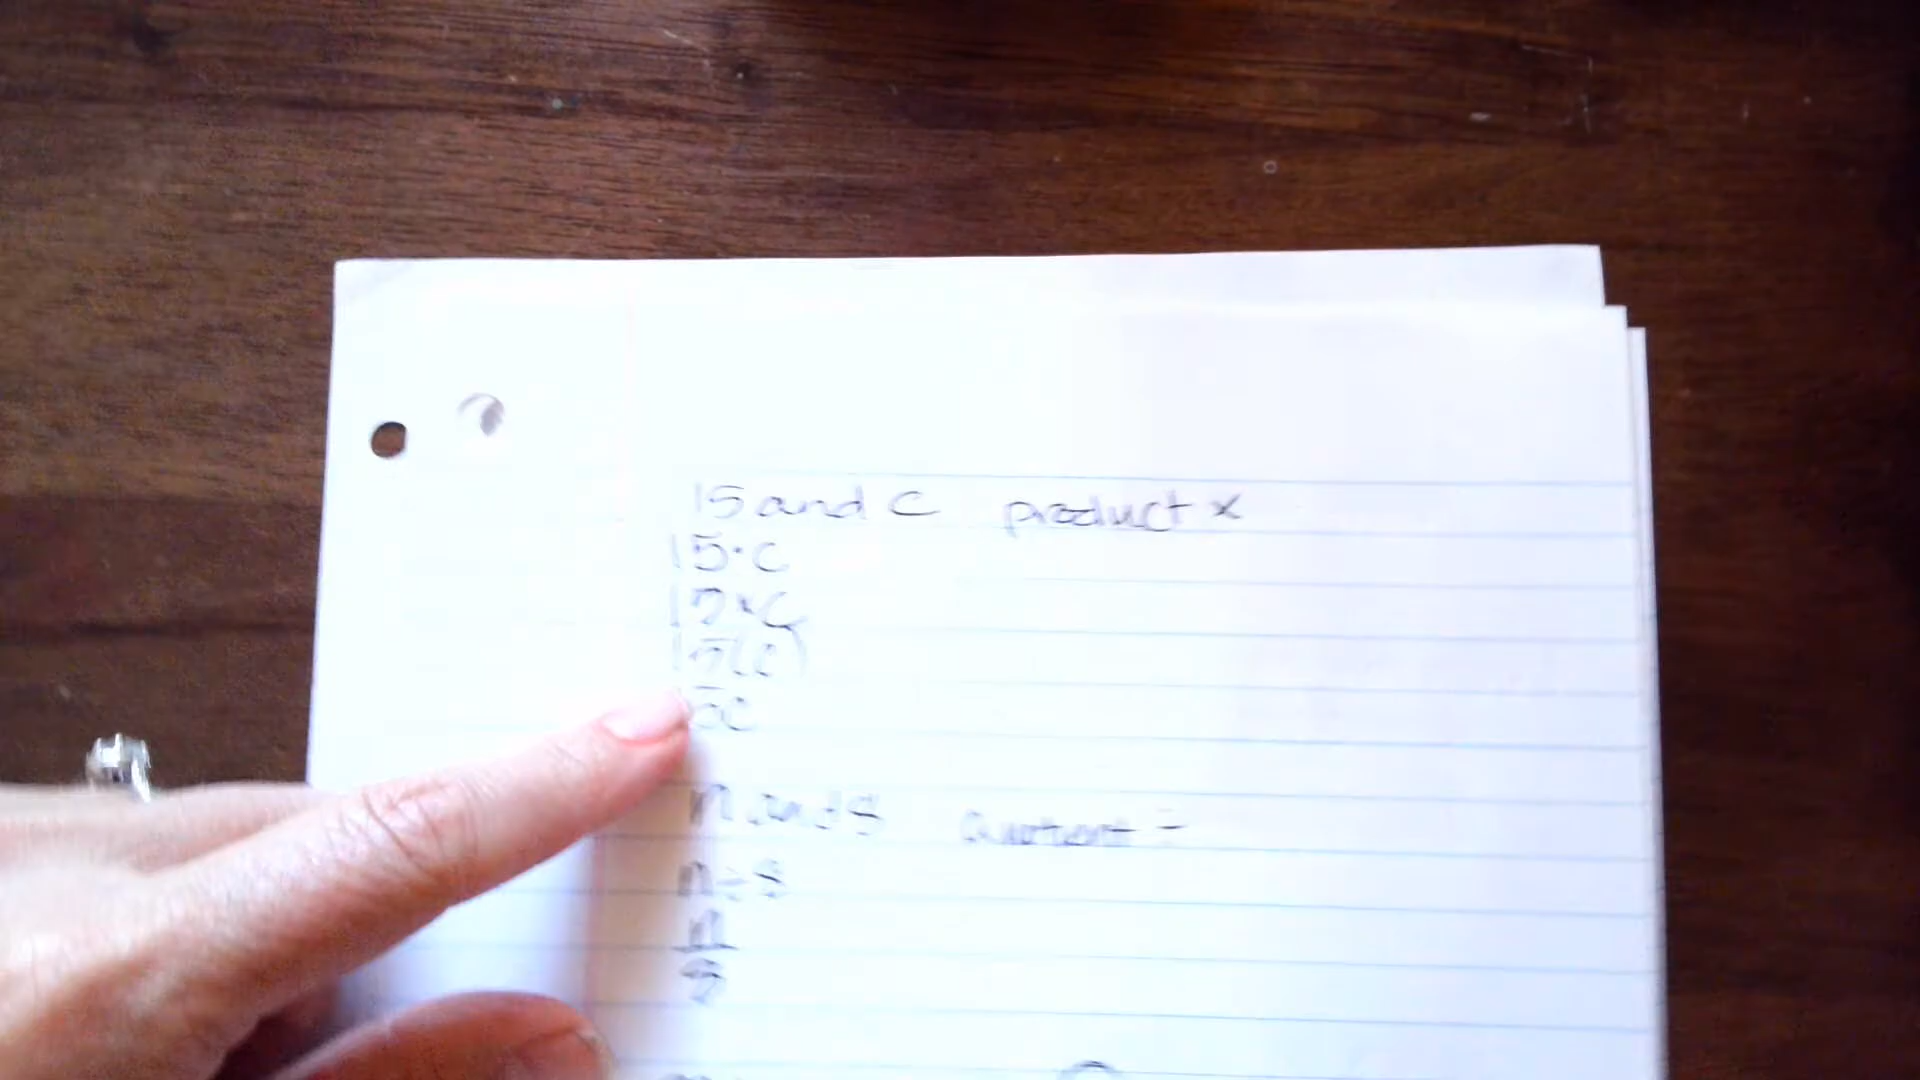 15 and C product x
15·C
15×C
15(C)
15C
n and 8 Quotient ÷
n÷8
n
8